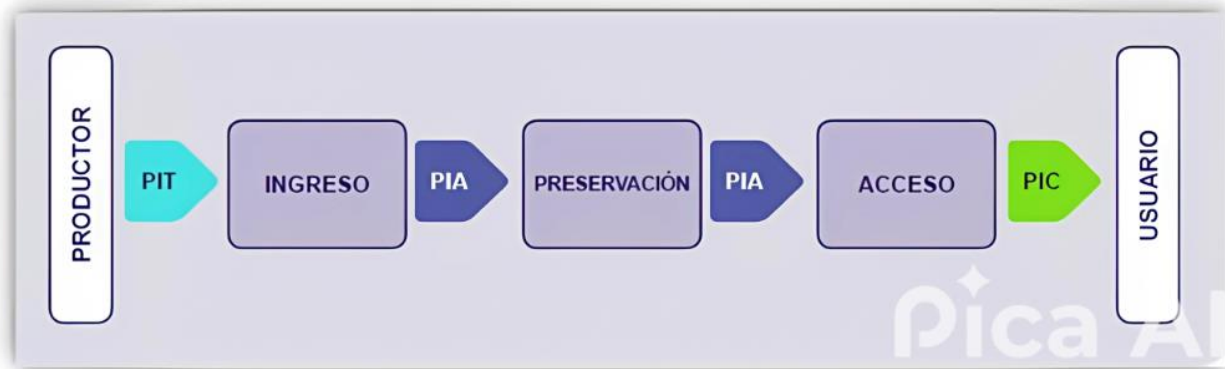 PRODUCTOR
PIT
INGRESO
PIA
PRESERVACIÓN
PIA
ACCESO
PIC
USUARIO
Pica AI